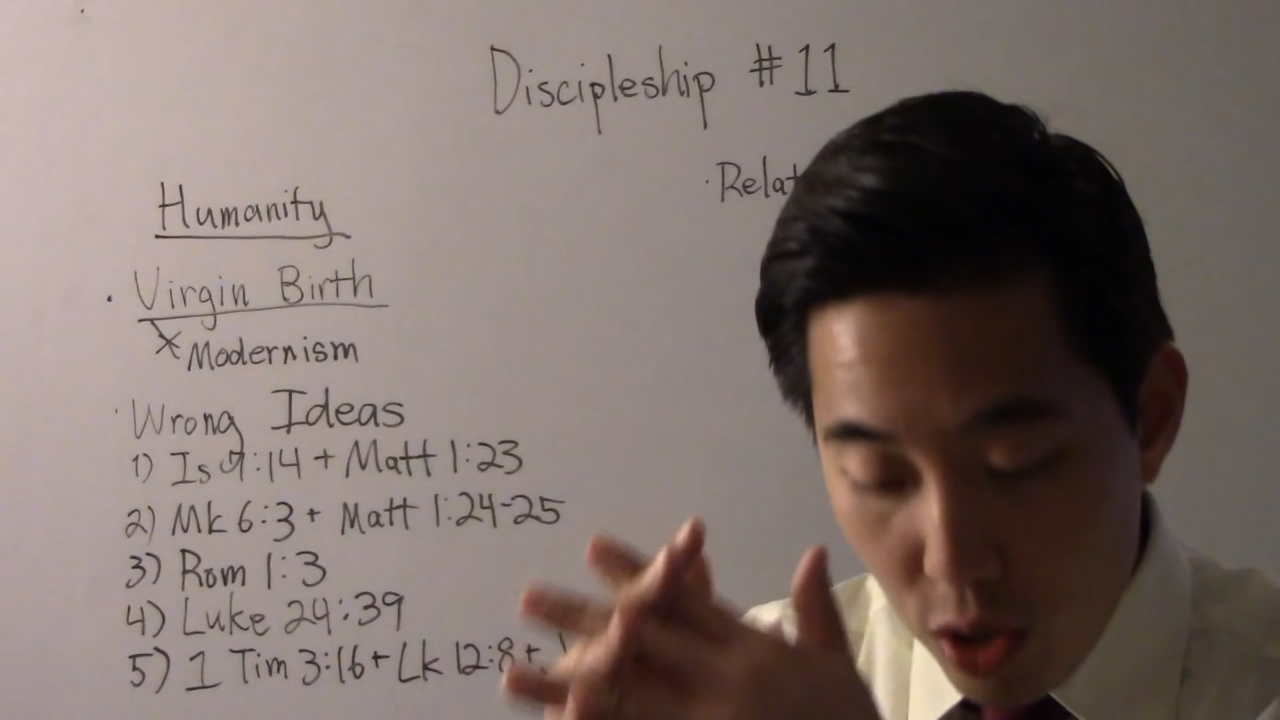 Discipleship #11
· Relat
Humanity
· Virgin Birth
x Modernism
· Wrong Ideas
1) Is 7:14 + Matt 1:23
2) Mk 6:3 + Matt 1:24-25
3) Rom 1:3
4) Luke 24:39
5) 1 Tim 3:16 + Lk 12:8 +